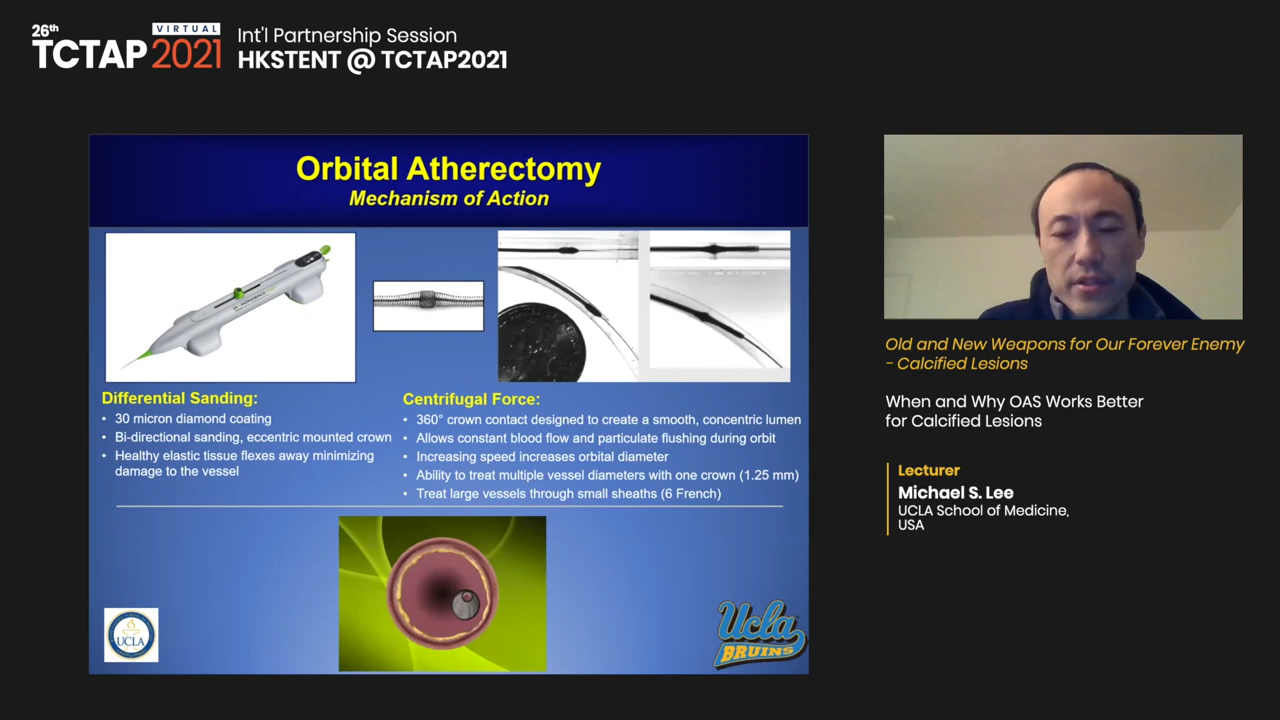 26th
VIRTUAL
TCTAP 2021
Int'l Partnership Session
HKSTENT @ TCTAP2021
Orbital Atherectomy
Mechanism of Action
Differential Sanding:
• 30 micron diamond coating
• Bi-directional sanding, eccentric mounted crown
• Healthy elastic tissue flexes away minimizing
damage to the vessel
Centrifugal Force:
• 360° crown contact designed to create a smooth, concentric lumen
• Allows constant blood flow and particulate flushing during orbit
• Increasing speed increases orbital diameter
• Ability to treat multiple vessel diameters with one crown (1.25 mm)
• Treat large vessels through small sheaths (6 French)
UCLA
Ucla
BRUINS
Old and New Weapons for Our Forever Enemy
- Calcified Lesions
When and Why OAS Works Better
for Calcified Lesions
Lecturer
Michael S. Lee
UCLA School of Medicine,
USA